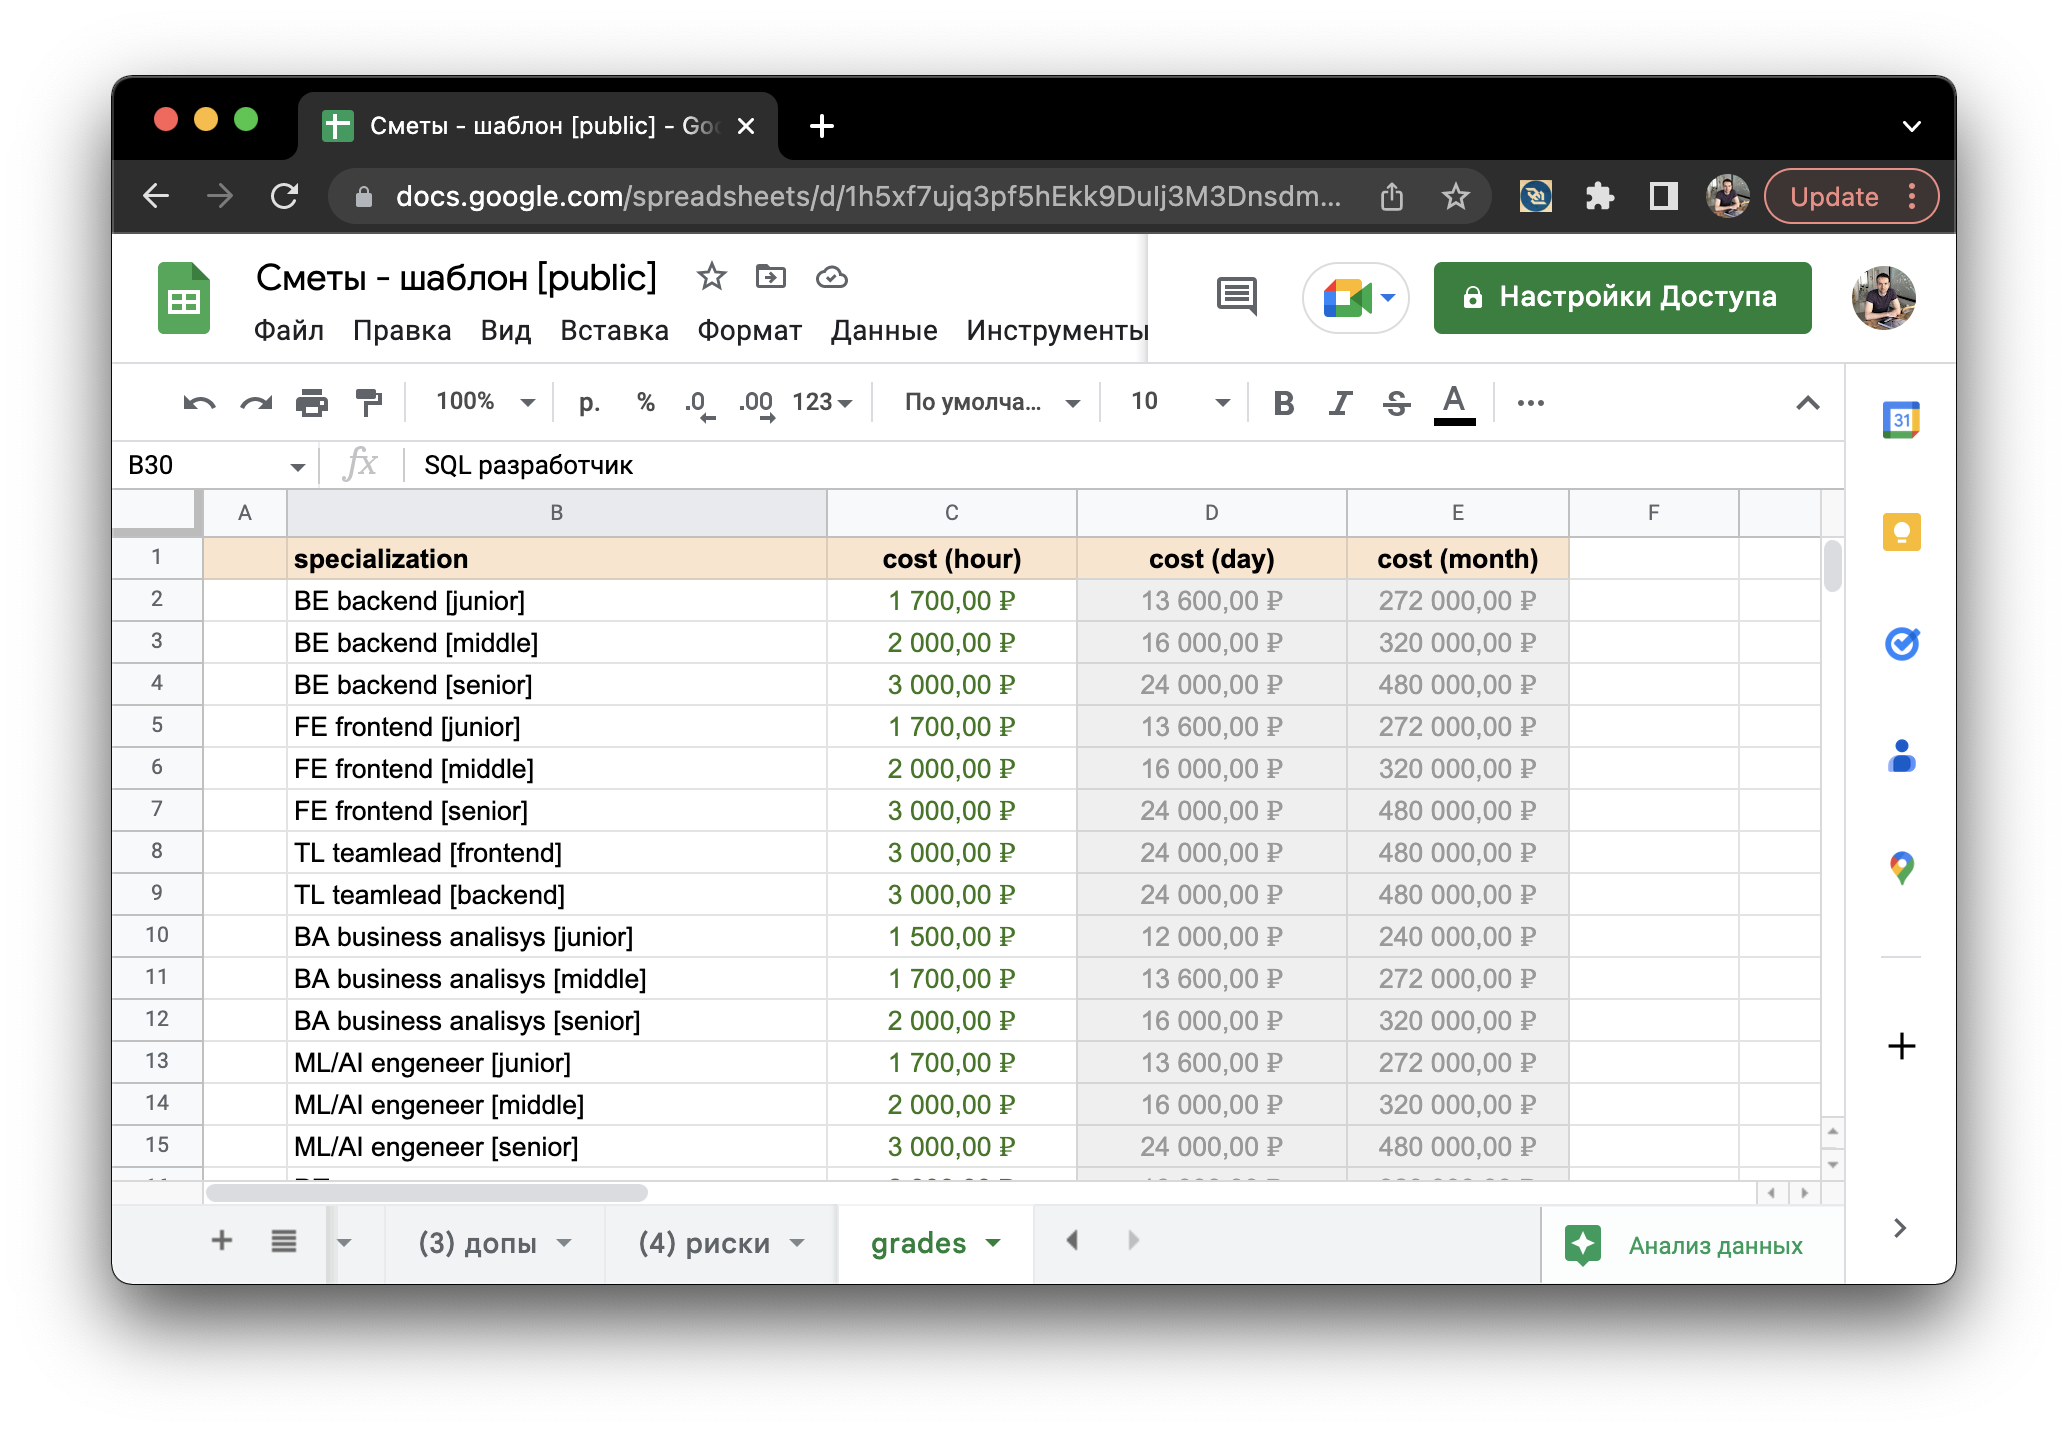 Сметы - шаблон [public] - Goo
docs.google.com/spreadsheets/d/1h5xf7ujq3pf5hEkk9DuIj3M3Dnsdm...
Update
Сметы - шаблон [public]
Файл Правка Вид Вставка Формат Данные Инструменты
Настройки Доступа
100% р. % .0 .00 123 По умолча... 10 B I S A
31
B30 fx SQL разработчик
A B C D E F
1 specialization cost (hour) cost (day) cost (month)
2 BE backend [junior] 1 700,00 ₽ 13 600,00 ₽ 272 000,00 ₽
3 BE backend [middle] 2 000,00 ₽ 16 000,00 ₽ 320 000,00 ₽
4 BE backend [senior] 3 000,00 ₽ 24 000,00 ₽ 480 000,00 ₽
5 FE frontend [junior] 1 700,00 ₽ 13 600,00 ₽ 272 000,00 ₽
6 FE frontend [middle] 2 000,00 ₽ 16 000,00 ₽ 320 000,00 ₽
7 FE frontend [senior] 3 000,00 ₽ 24 000,00 ₽ 480 000,00 ₽
8 TL teamlead [frontend] 3 000,00 ₽ 24 000,00 ₽ 480 000,00 ₽
9 TL teamlead [backend] 3 000,00 ₽ 24 000,00 ₽ 480 000,00 ₽
10 BA business analisys [junior] 1 500,00 ₽ 12 000,00 ₽ 240 000,00 ₽
11 BA business analisys [middle] 1 700,00 ₽ 13 600,00 ₽ 272 000,00 ₽
12 BA business analisys [senior] 2 000,00 ₽ 16 000,00 ₽ 320 000,00 ₽
13 ML/AI engeneer [junior] 1 700,00 ₽ 13 600,00 ₽ 272 000,00 ₽
14 ML/AI engeneer [middle] 2 000,00 ₽ 16 000,00 ₽ 320 000,00 ₽
15 ML/AI engeneer [senior] 3 000,00 ₽ 24 000,00 ₽ 480 000,00 ₽
(3) допы (4) риски grades Анализ данных